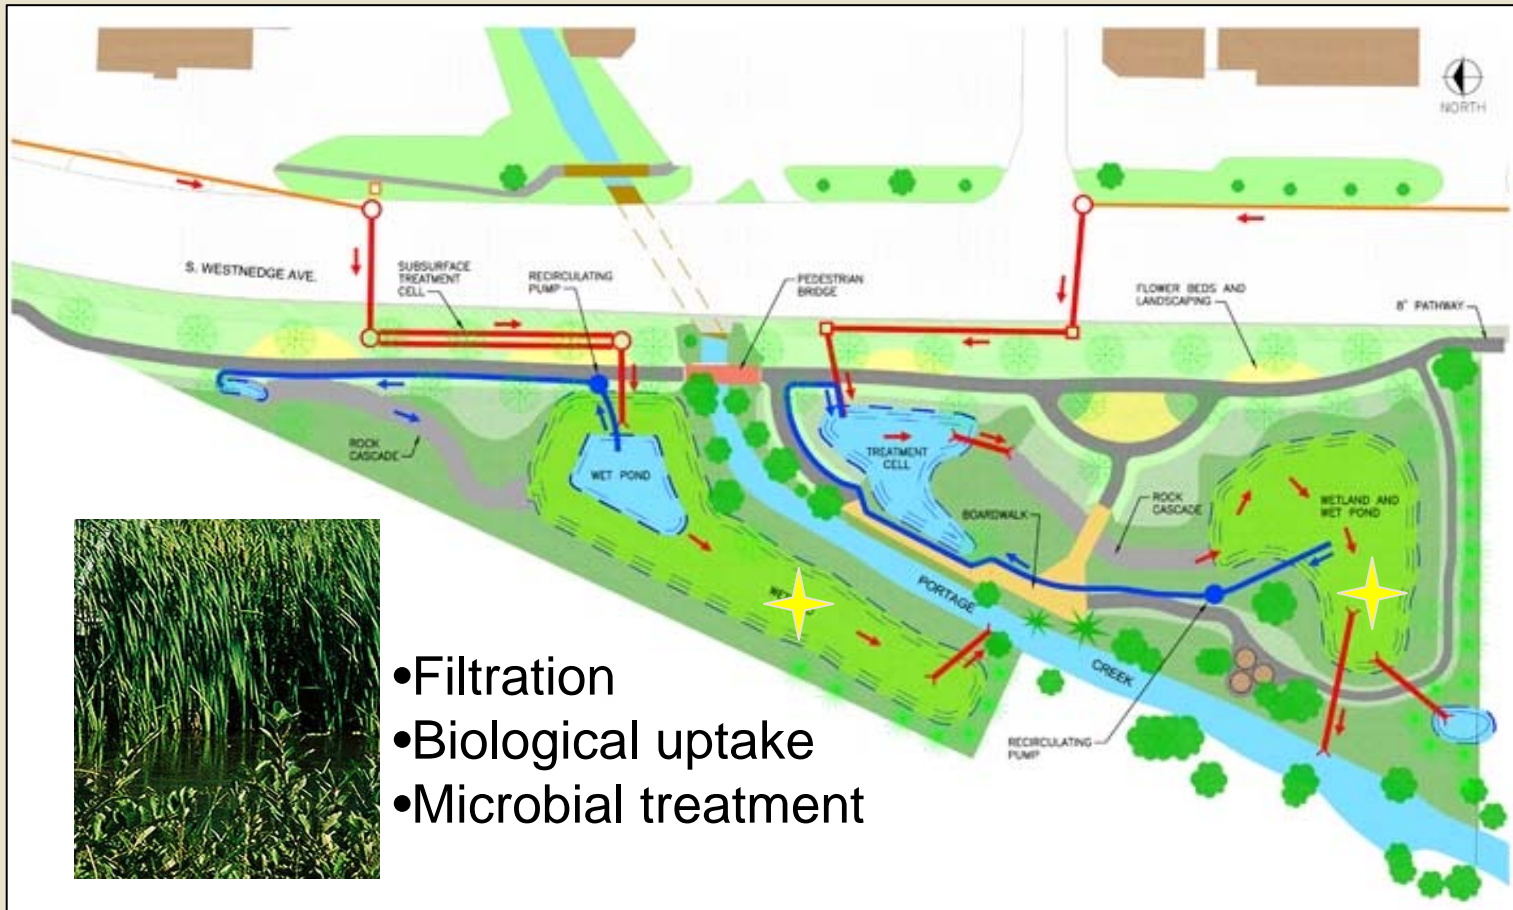 NORTH
S. WESTNEDGE AVE.
SUBSURFACE
TREATMENT
CELL
RECIRCULATING
PUMP
PEDESTRIAN
BRIDGE
FLOWER BEDS AND
LANDSCAPING
8' PATHWAY
ROCK
CASCADE
WET POND
TREATMENT
CELL
BOARDWALK
ROCK
CASCADE
WETLAND AND
WET POND
PORTAGE
CREEK
RECIRCULATING
PUMP
•Filtration
•Biological uptake
•Microbial treatment